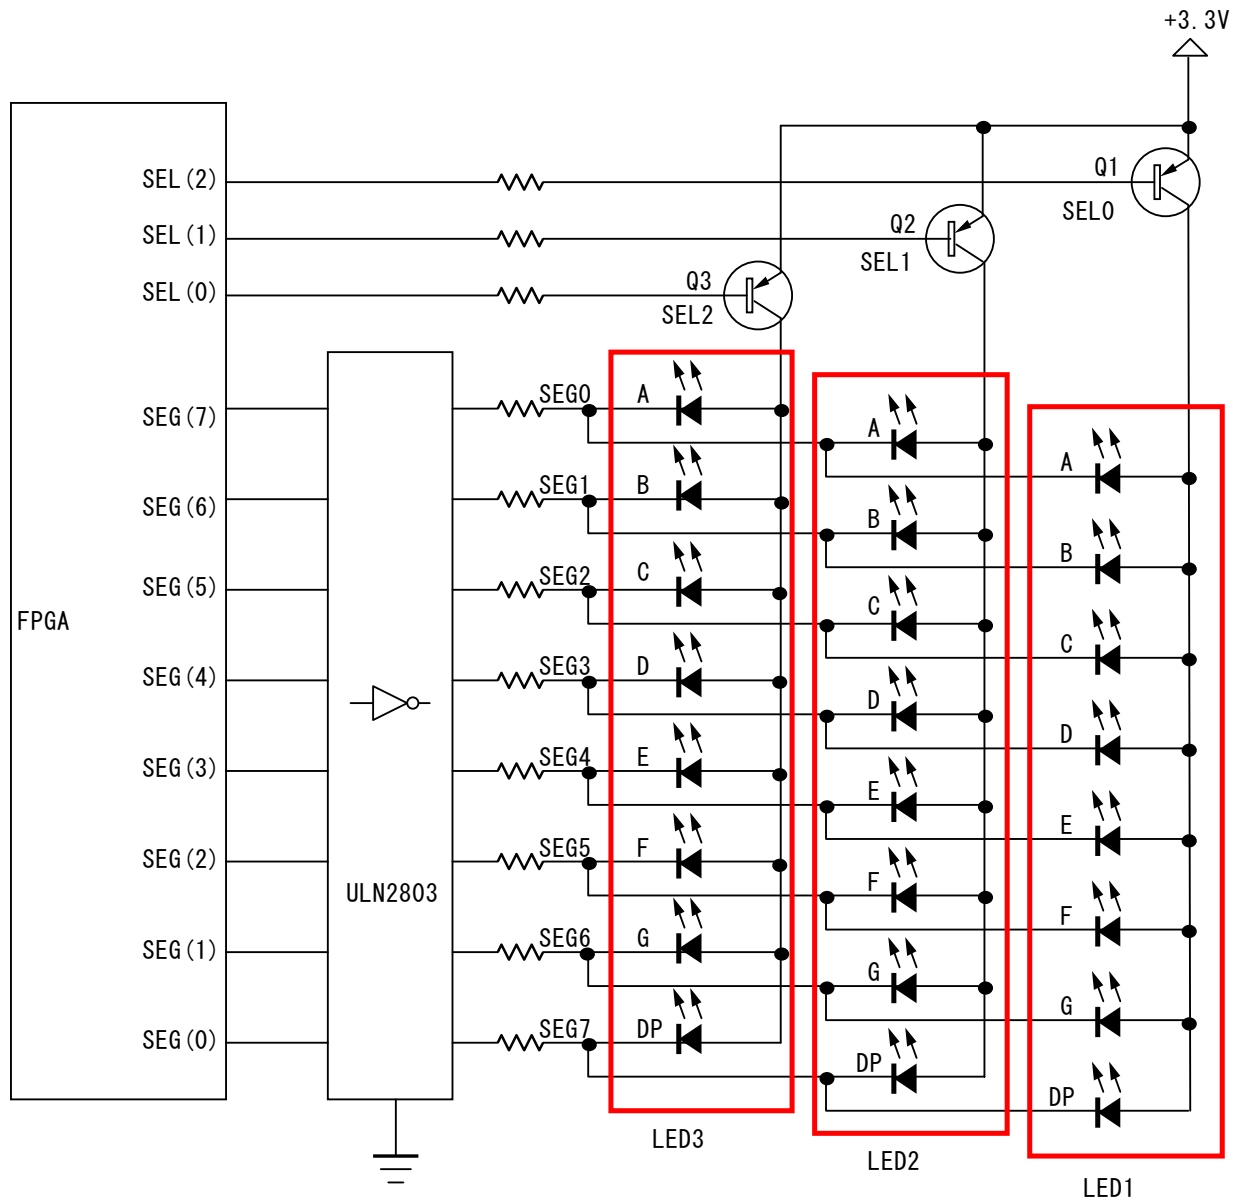 +3.3V
SEL(2)
Q1
SEL0
SEL(1)
Q2
SEL1
SEL(0)
Q3
SEL2
SEG(7)
SEG0
A
A
A
SEG(6)
SEG1
B
B
B
SEG(5)
SEG2
C
C
C
FPGA
SEG(4)
SEG3
D
D
D
SEG(3)
SEG4
E
E
E
SEG(2)
SEG5
F
F
F
ULN2803
SEG(1)
SEG6
G
G
G
SEG(0)
SEG7
DP
DP
DP
LED3
LED2
LED1